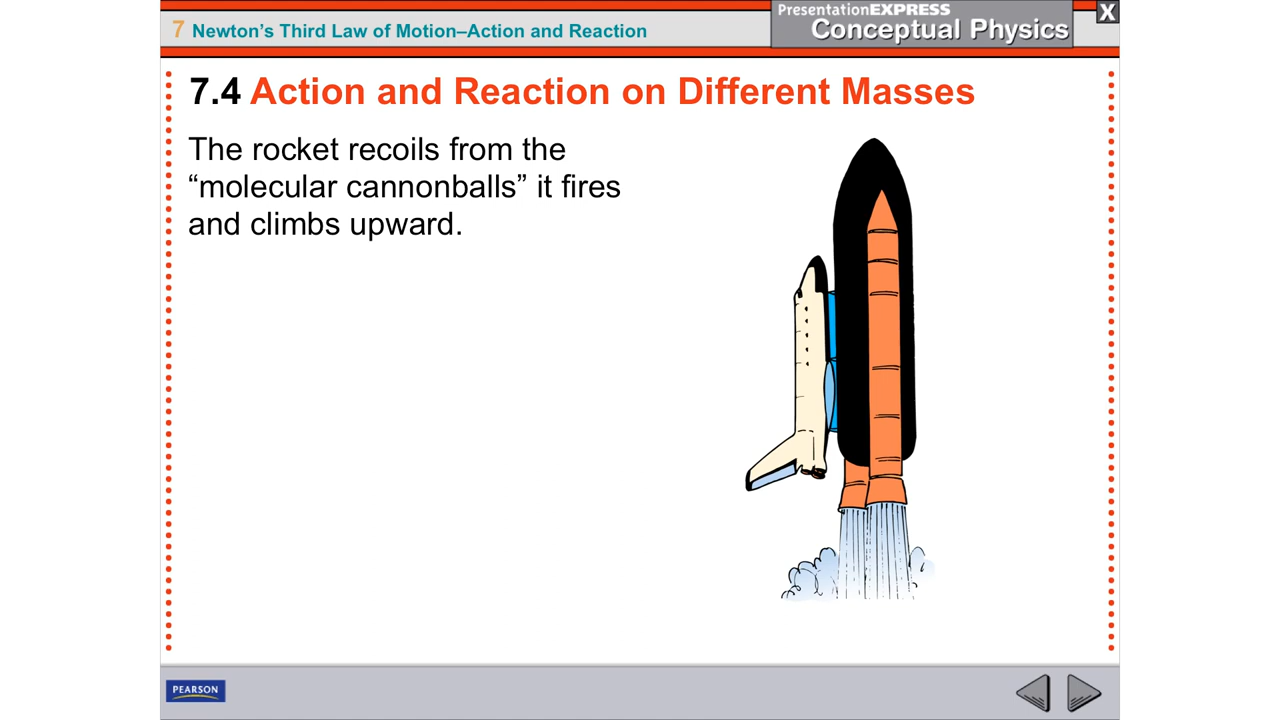 PresentationEXPRESS
Conceptual Physics
X
7 Newton's Third Law of Motion–Action and Reaction
7.4 Action and Reaction on Different Masses
The rocket recoils from the
“molecular cannonballs” it fires
and climbs upward.
PEARSON